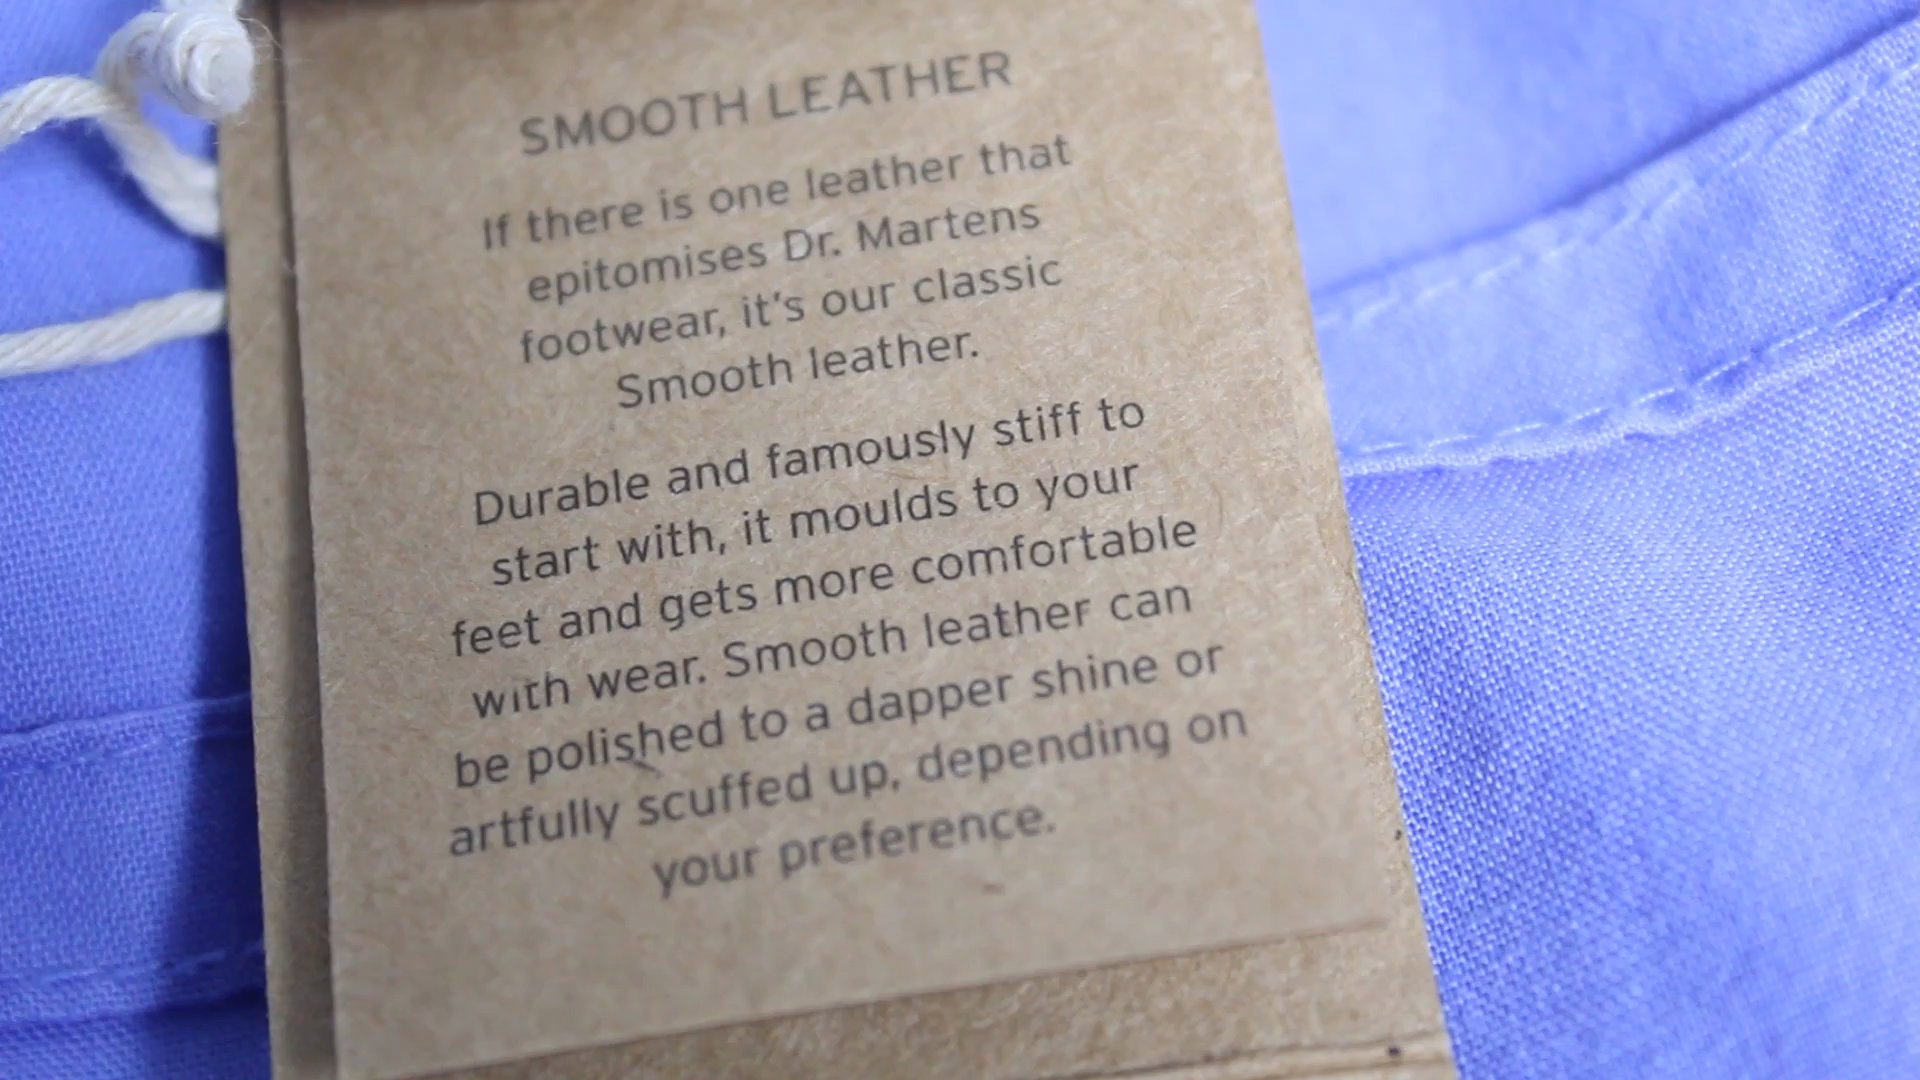 SMOOTH LEATHER
If there is one leather that
epitomises Dr. Martens
footwear, it's our classic
Smooth leather.
Durable and famously stiff to
start with, it moulds to your
feet and gets more comfortable
with wear. Smooth leather can
be polished to a dapper shine or
artfully scuffed up, depending on
your preference.